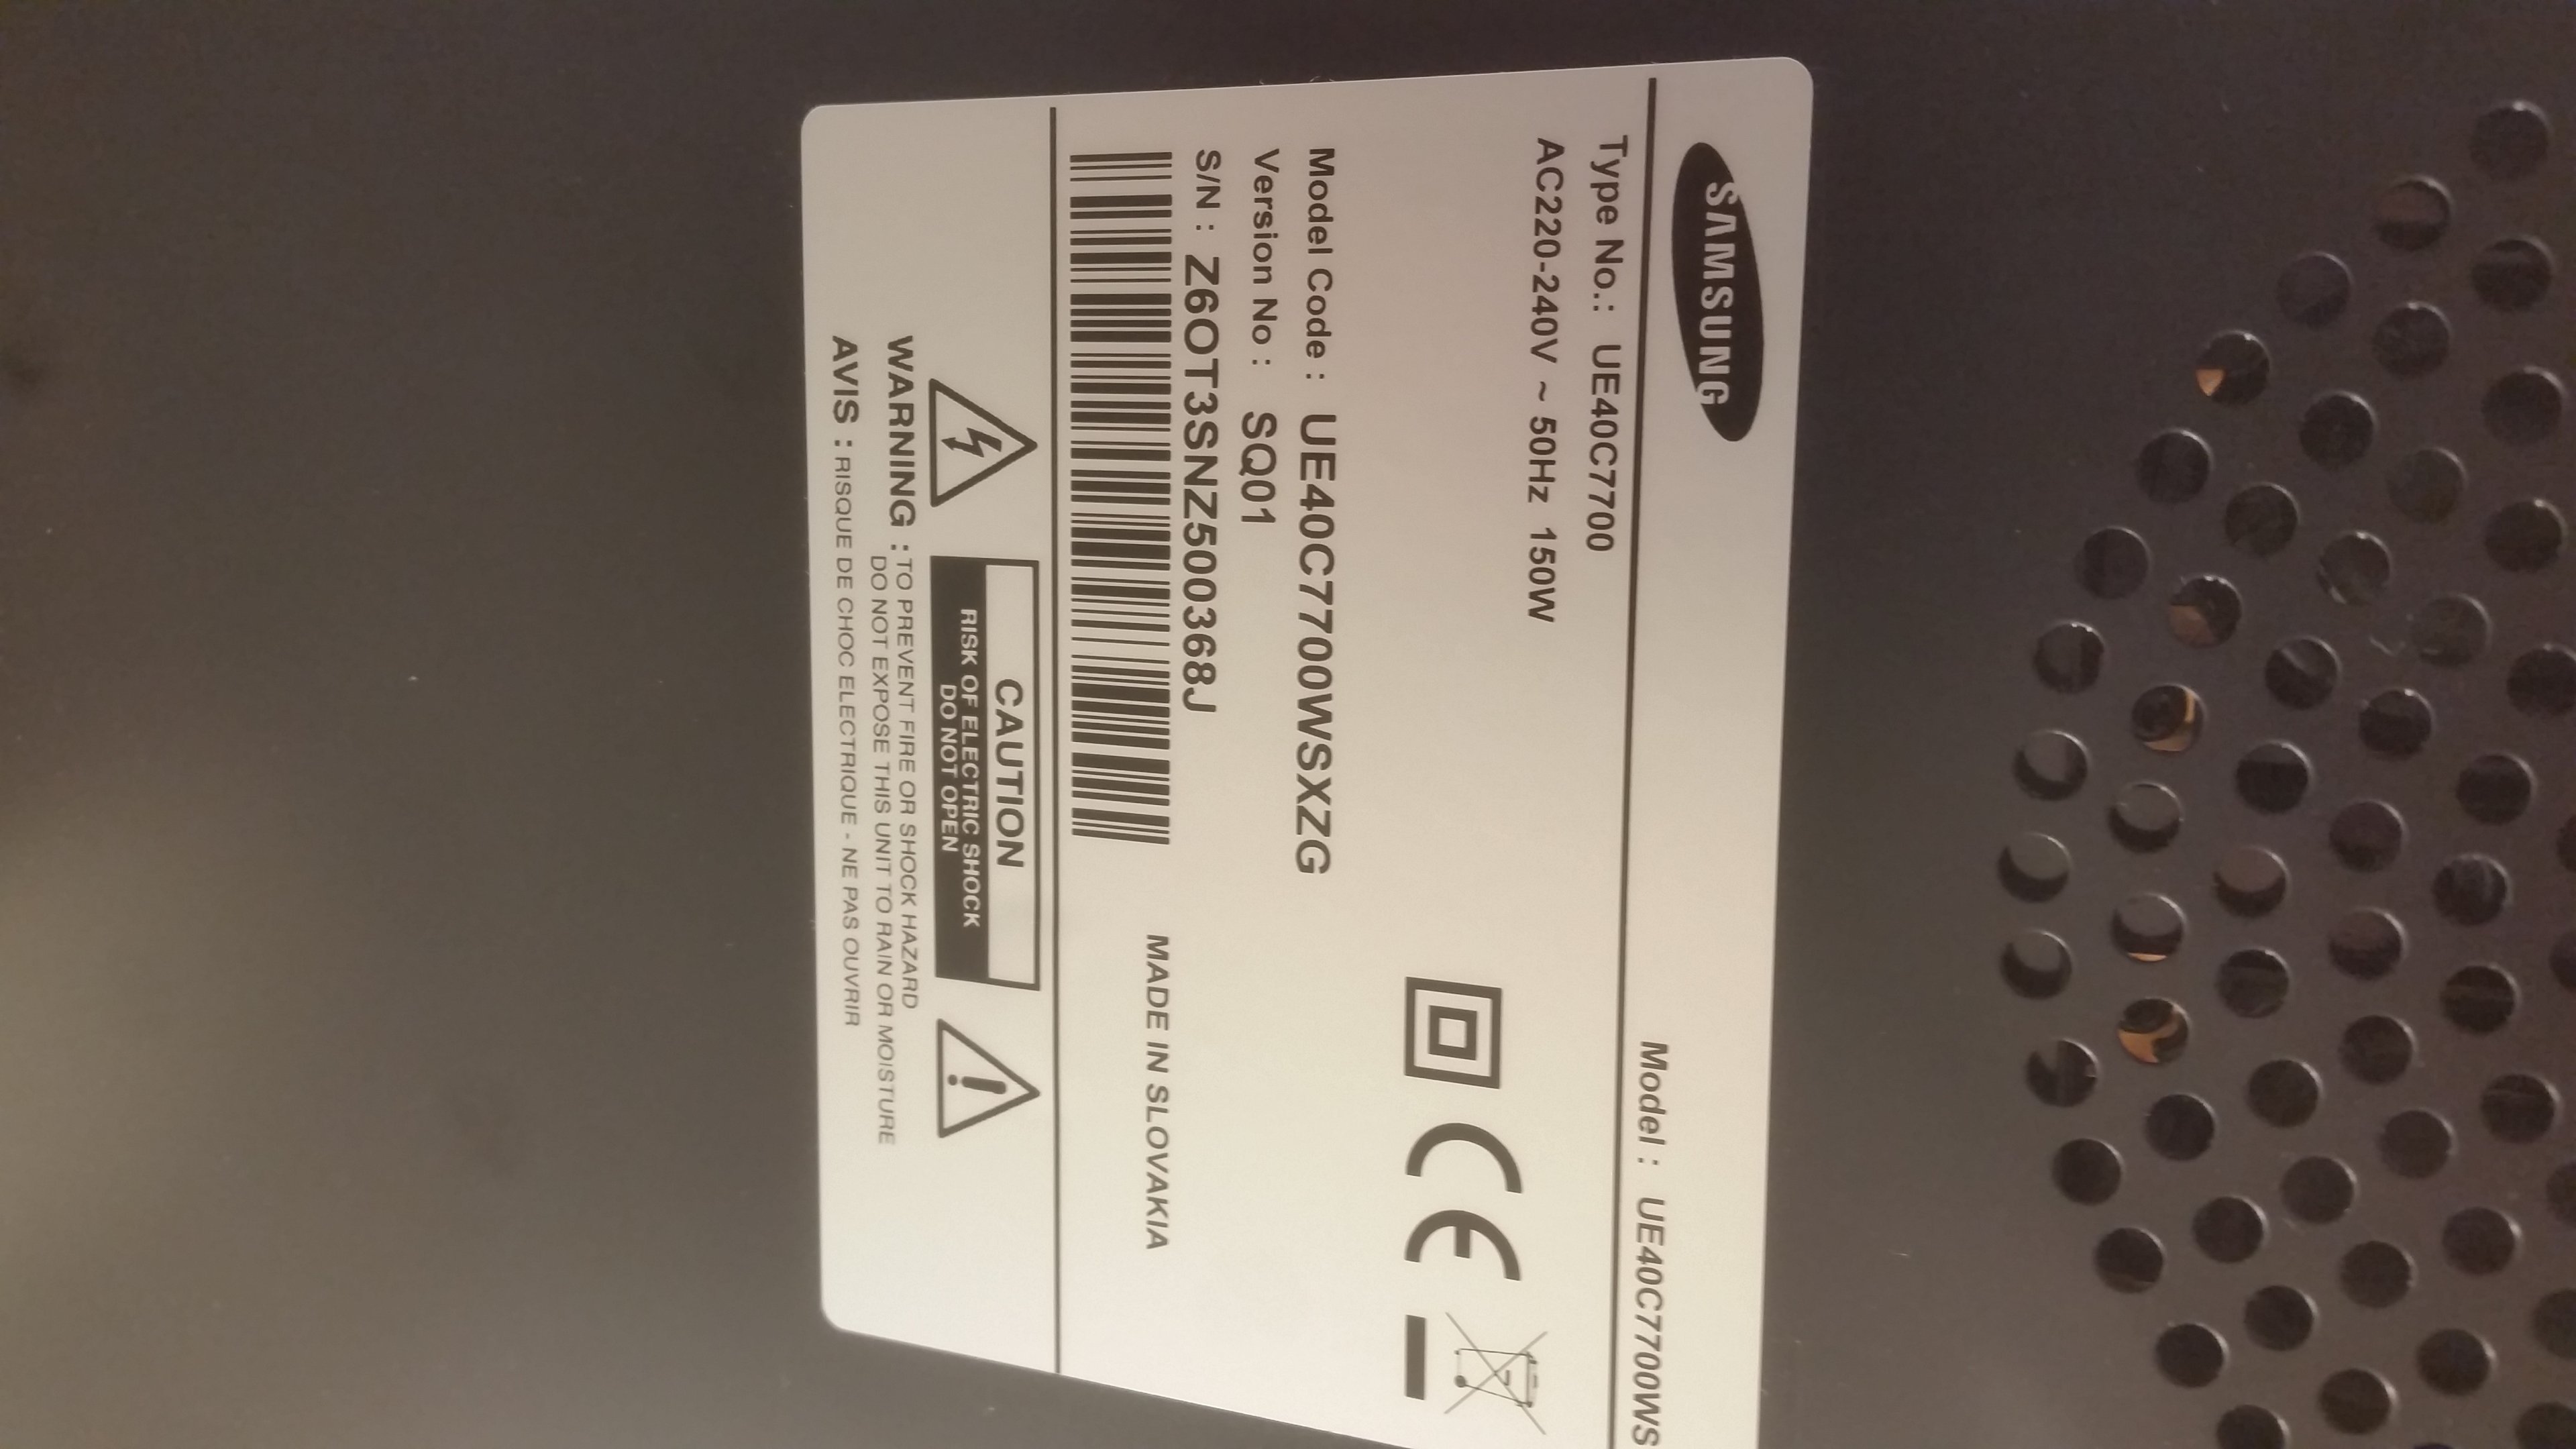 SAMSUNG
Model : UE40C7700WS
Type No.: UE40C7700
AC220-240V ~ 50Hz 150W
Model Code : UE40C7700WSXZG
Version No : SQ01
S/N : Z6OT3SNZ500368J
MADE IN SLOVAKIA
CAUTION
RISK OF ELECTRIC SHOCK
DO NOT OPEN
WARNING : TO PREVENT FIRE OR SHOCK HAZARD
DO NOT EXPOSE THIS UNIT TO RAIN OR MOISTURE
AVIS : RISQUE DE CHOC ELECTRIQUE - NE PAS OUVRIR